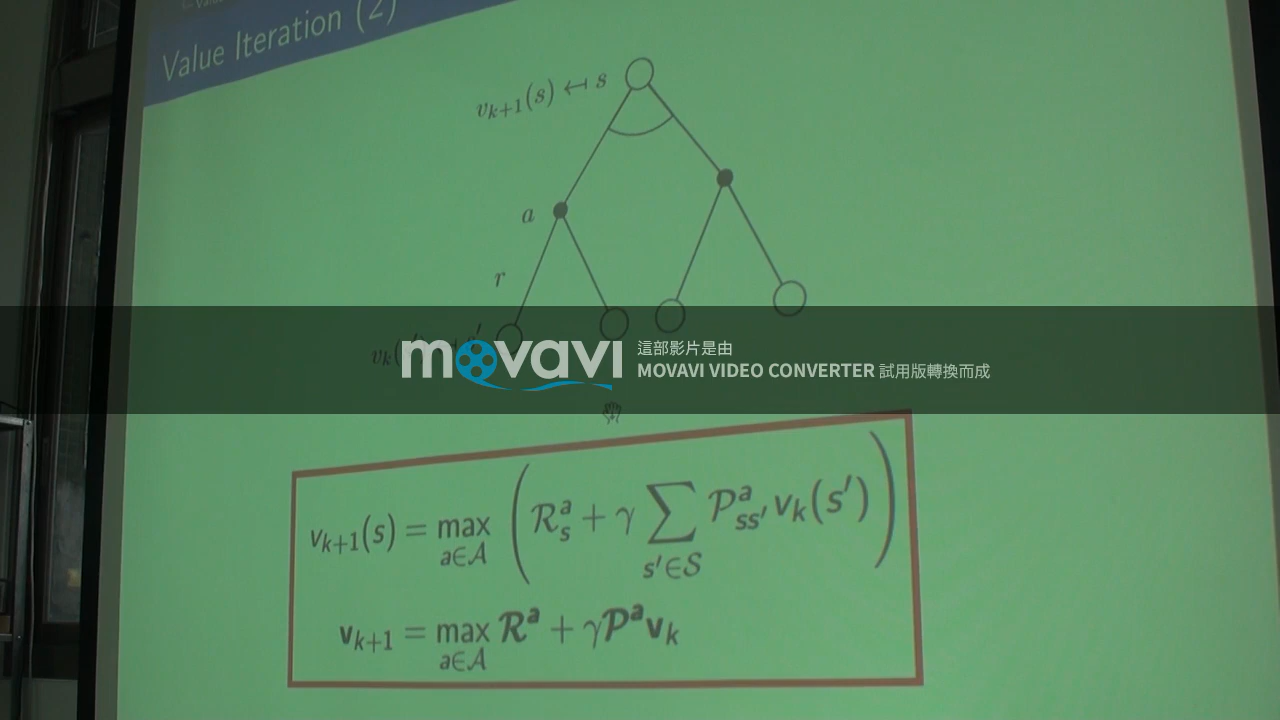 Value Iteration (2)
v_{k+1}(s) ↤ s
a
r
movavi
這部影片是由
MOVAVI VIDEO CONVERTER 試用版轉換而成
v_{k+1}(s) = max_{a∈𝒜} ( ℛ^a_s + γ ∑_{s′∈𝒮} 𝒫^a_{ss′} v_k(s′) )
𝐯_{k+1} = max_{a∈𝒜} 𝓡^𝐚 + γ𝓟^𝐚 𝐯_k